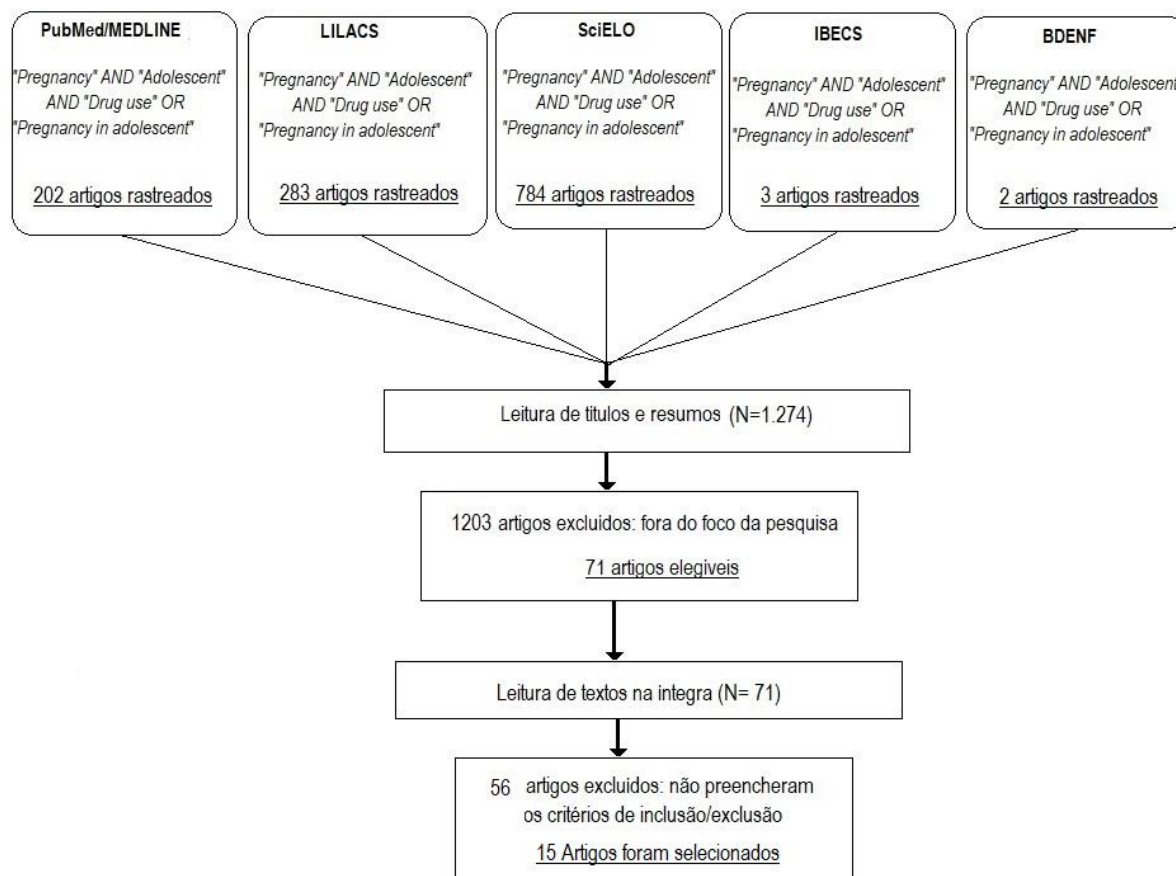 PubMed/MEDLINE
"Pregnancy" AND "Adolescent"
AND "Drug use" OR
"Pregnancy in adolescent"
202 artigos rastreados
LILACS
"Pregnancy" AND "Adolescent"
AND "Drug use" OR
"Pregnancy in adolescent"
283 artigos rastreados
SciELO
"Pregnancy" AND "Adolescent"
AND "Drug use" OR
"Pregnancy in adolescent"
784 artigos rastreados
IBECS
"Pregnancy" AND "Adolescent"
AND "Drug use" OR
"Pregnancy in adolescent"
3 artigos rastreados
BDENF
"Pregnancy" AND "Adolescent"
AND "Drug use" OR
"Pregnancy in adolescent"
2 artigos rastreados
Leitura de titulos e resumos (N=1.274)
1203 artigos excluidos: fora do foco da pesquisa
71 artigos elegiveis
Leitura de textos na integra (N= 71)
56 artigos excluidos: não preencheram
os critérios de inclusão/exclusão
15 Artigos foram selecionados